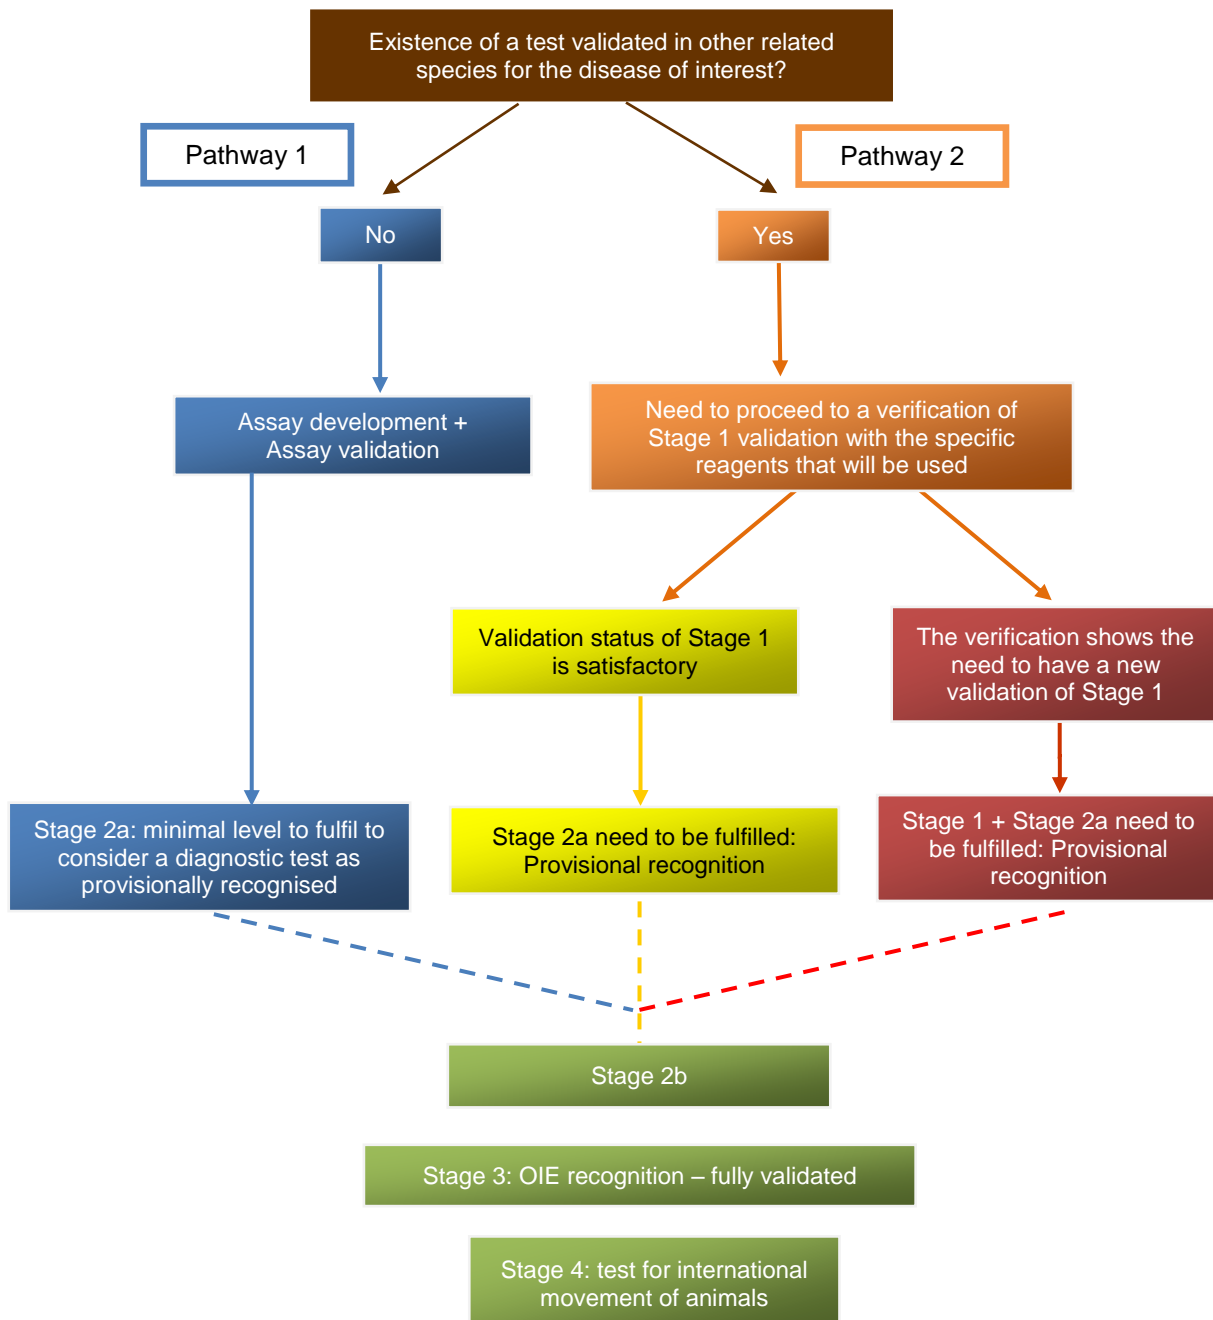 Existence of a test validated in other related
species for the disease of interest?
Pathway 1
Pathway 2
No
Yes
Assay development +
Assay validation
Need to proceed to a verification of
Stage 1 validation with the specific
reagents that will be used
Validation status of Stage 1
is satisfactory
The verification shows the
need to have a new
validation of Stage 1
Stage 2a: minimal level to fulfil to
consider a diagnostic test as
provisionally recognised
Stage 2a need to be fulfilled:
Provisional recognition
Stage 1 + Stage 2a need to
be fulfilled: Provisional
recognition
Stage 2b
Stage 3: OIE recognition – fully validated
Stage 4: test for international
movement of animals